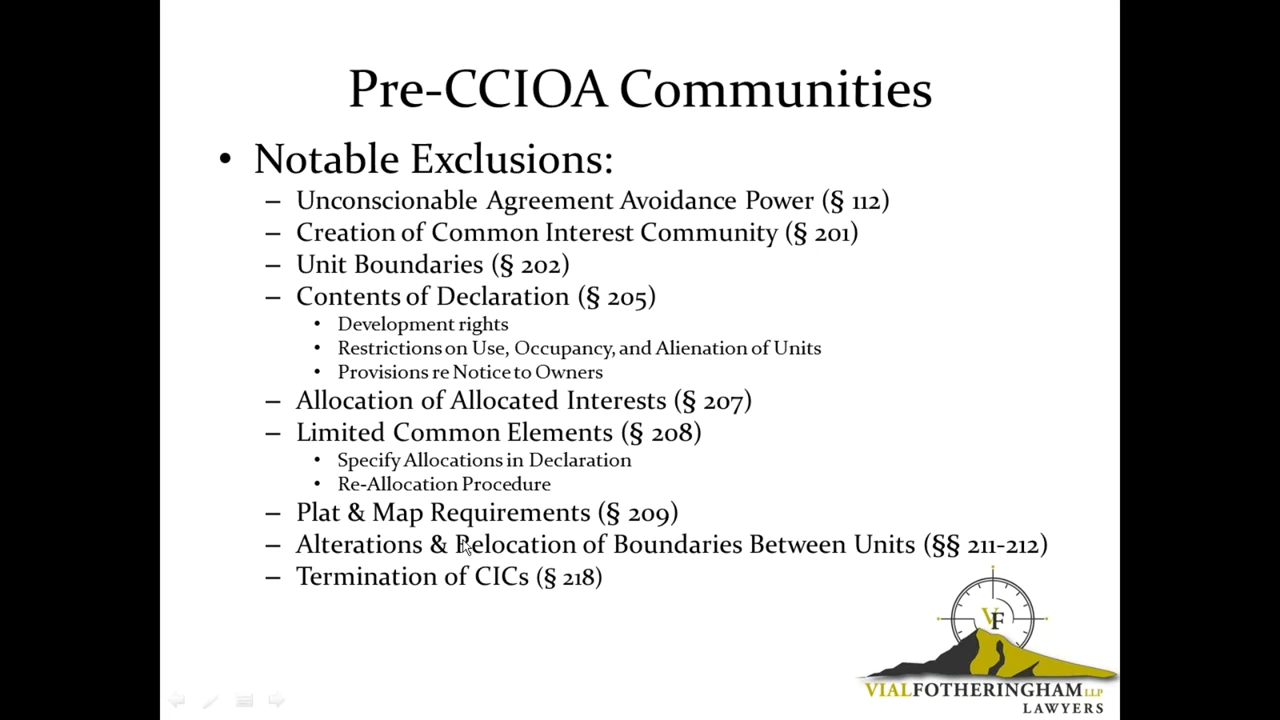 Pre-CCIOA Communities
• Notable Exclusions:
– Unconscionable Agreement Avoidance Power (§ 112)
– Creation of Common Interest Community (§ 201)
– Unit Boundaries (§ 202)
– Contents of Declaration (§ 205)
• Development rights
• Restrictions on Use, Occupancy, and Alienation of Units
• Provisions re Notice to Owners
– Allocation of Allocated Interests (§ 207)
– Limited Common Elements (§ 208)
• Specify Allocations in Declaration
• Re-Allocation Procedure
– Plat & Map Requirements (§ 209)
– Alterations & Relocation of Boundaries Between Units (§§ 211-212)
– Termination of CICs (§ 218)
VF
VIALFOTHERINGHAM LLP
LAWYERS